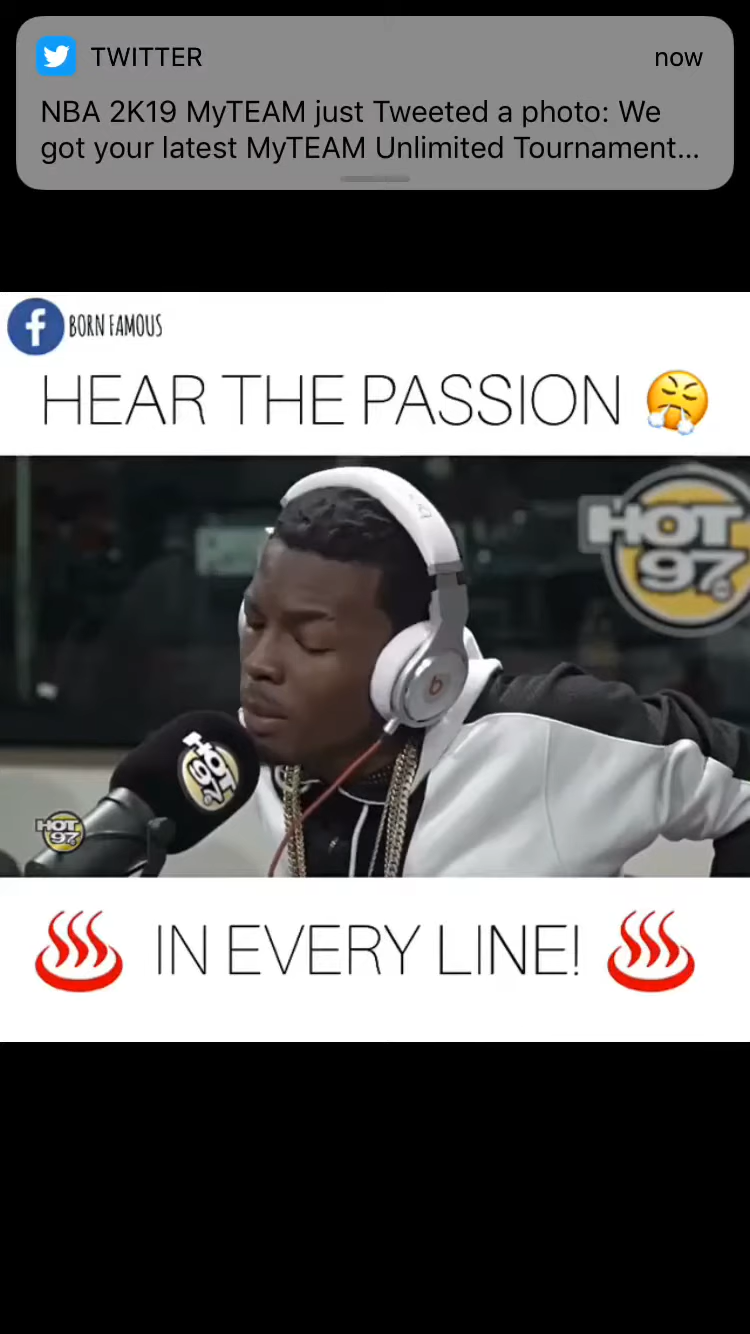 TWITTER
now
NBA 2K19 MyTEAM just Tweeted a photo: We
got your latest MyTEAM Unlimited Tournament...
f BORN FAMOUS
HEAR THE PASSION 😤
HOT
97
b
HOT
97
HOT
97
♨ IN EVERY LINE! ♨